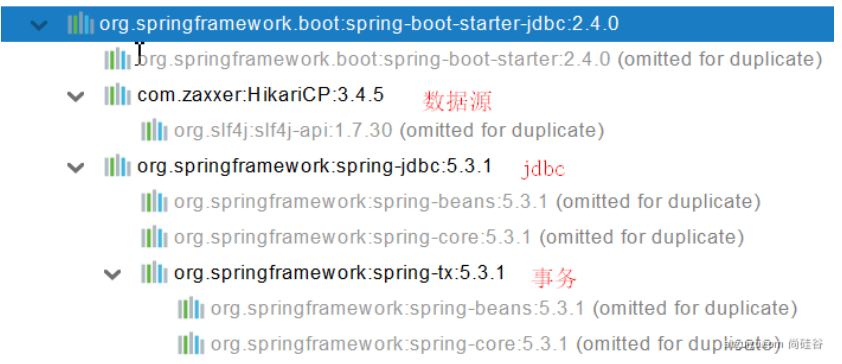 org.springframework.boot:spring-boot-starter-jdbc:2.4.0
org.springframework.boot:spring-boot-starter:2.4.0 (omitted for duplicate)
com.zaxxer:HikariCP:3.4.5 数据源
org.slf4j:slf4j-api:1.7.30 (omitted for duplicate)
org.springframework:spring-jdbc:5.3.1 jdbc
org.springframework:spring-beans:5.3.1 (omitted for duplicate)
org.springframework:spring-core:5.3.1 (omitted for duplicate)
org.springframework:spring-tx:5.3.1 事务
org.springframework:spring-beans:5.3.1 (omitted for duplicate)
org.springframework:spring-core:5.3.1 (omitted for duplicate)
尚硅谷